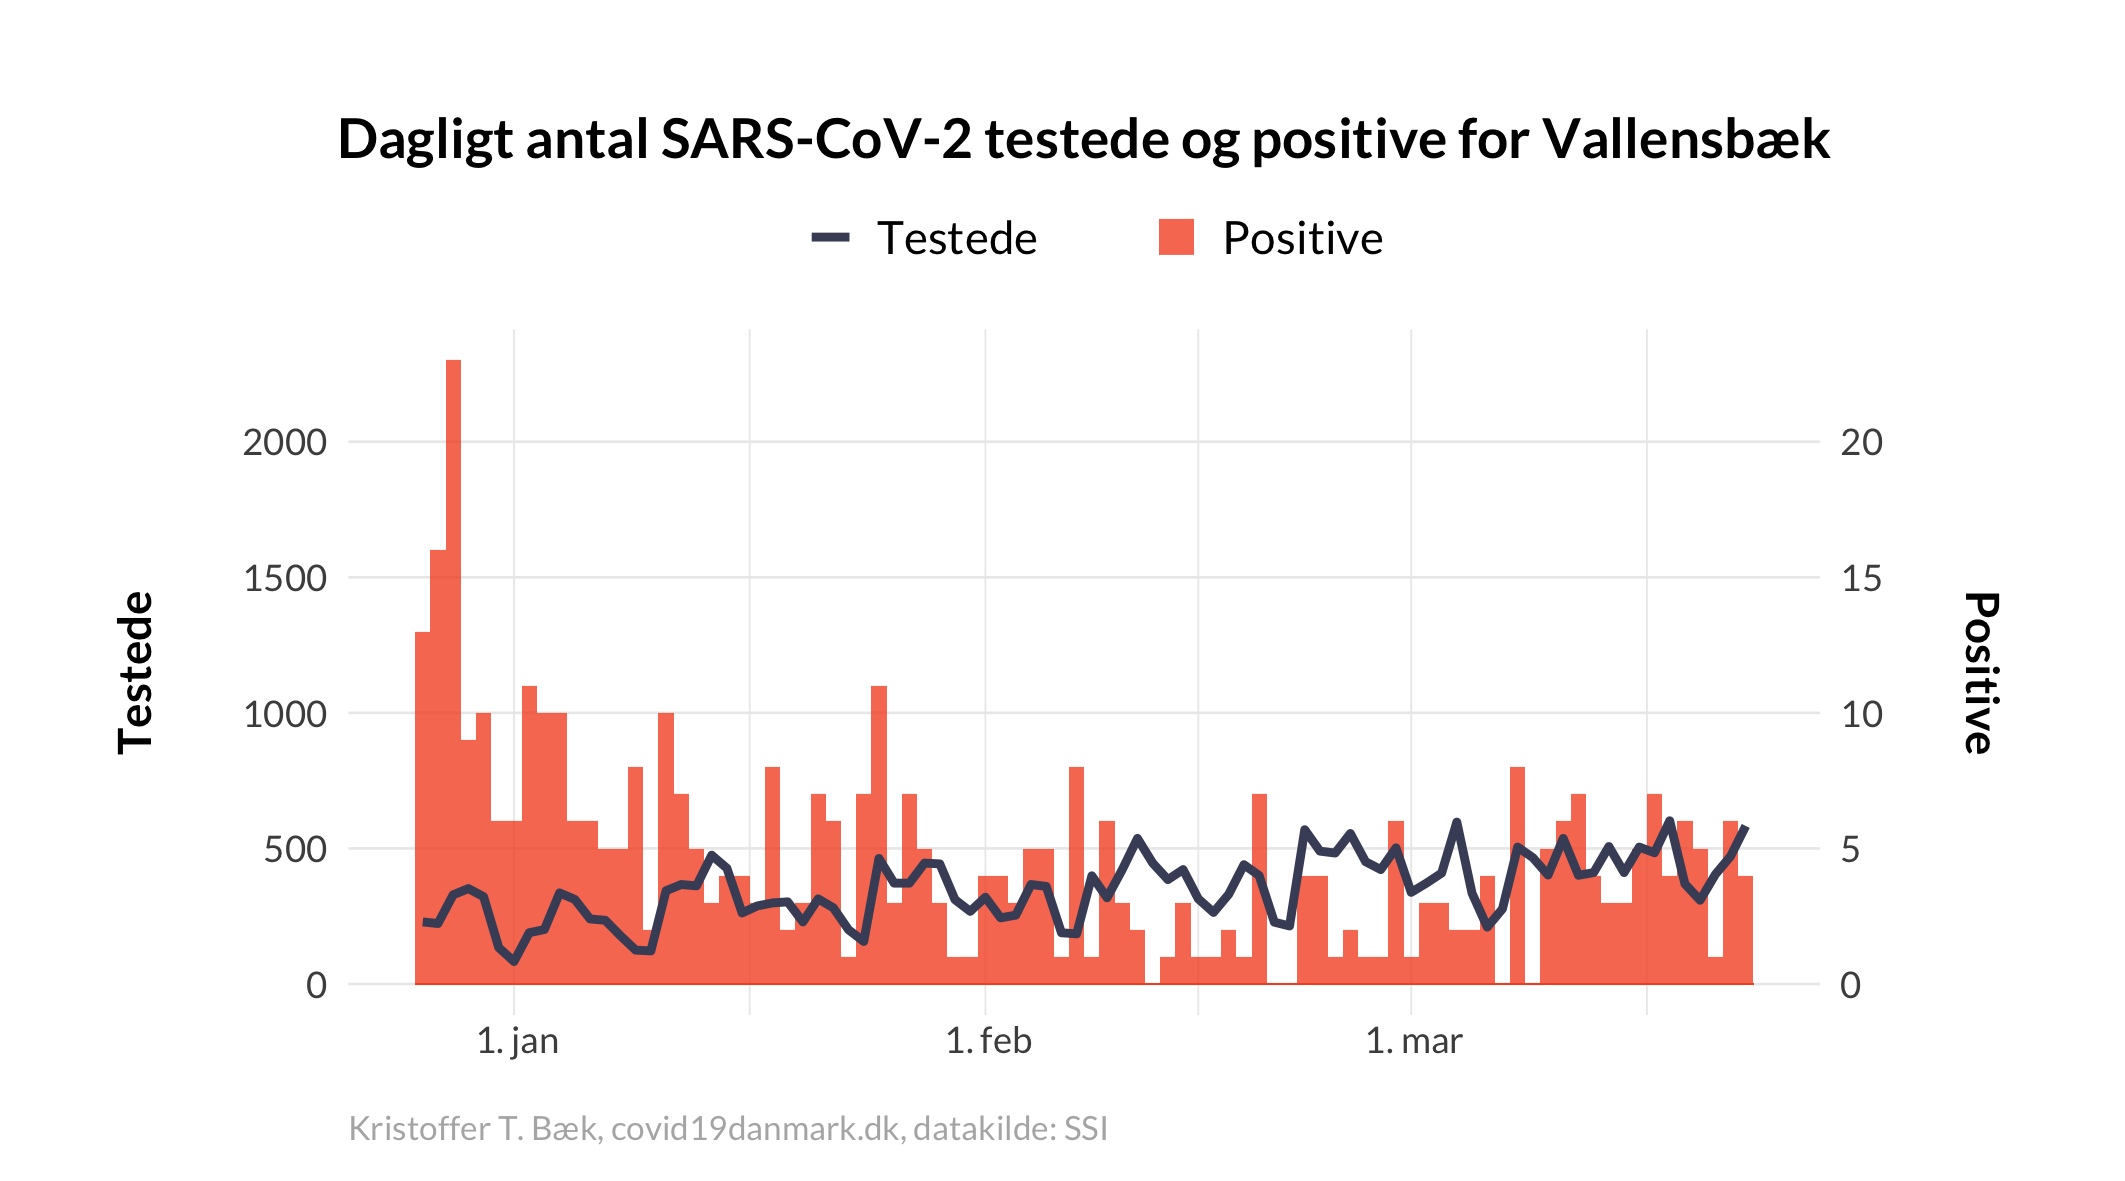 Dagligt antal SARS-CoV-2 testede og positive for Vallensbæk
Testede
Positive
2000
1500
1000
500
0
20
15
10
5
0
Testede
Positive
1. jan
1. feb
1. mar
Kristoffer T. Bæk, covid19danmark.dk, datakilde: SSI